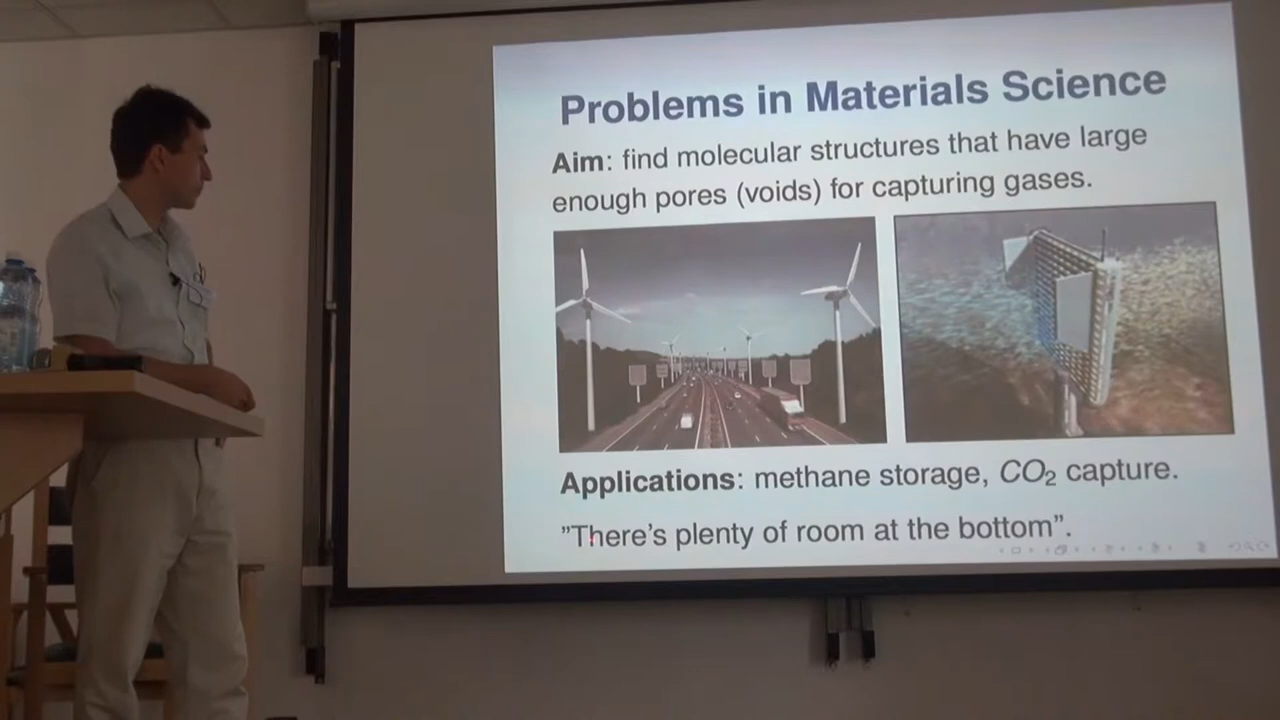 Problems in Materials Science
Aim: find molecular structures that have large
enough pores (voids) for capturing gases.
Applications: methane storage, CO₂ capture.
”There’s plenty of room at the bottom”.